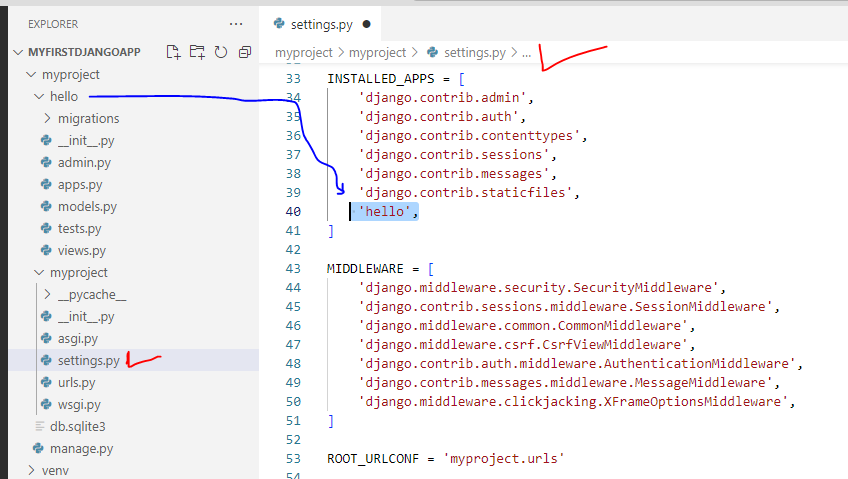 EXPLORER
...
settings.py
MYFIRSTDJANGOAPP
myproject
hello
migrations
__init__.py
admin.py
apps.py
models.py
tests.py
views.py
myproject
__pycache__
__init__.py
asgi.py
settings.py
urls.py
wsgi.py
db.sqlite3
manage.py
venv
myproject > myproject > settings.py > ...
33 INSTALLED_APPS = [
34     'django.contrib.admin',
35     'django.contrib.auth',
36     'django.contrib.contenttypes',
37     'django.contrib.sessions',
38     'django.contrib.messages',
39     'django.contrib.staticfiles',
40     'hello',
41 ]
42
43 MIDDLEWARE = [
44     'django.middleware.security.SecurityMiddleware',
45     'django.contrib.sessions.middleware.SessionMiddleware',
46     'django.middleware.common.CommonMiddleware',
47     'django.middleware.csrf.CsrfViewMiddleware',
48     'django.contrib.auth.middleware.AuthenticationMiddleware',
49     'django.contrib.messages.middleware.MessageMiddleware',
50     'django.middleware.clickjacking.XFrameOptionsMiddleware',
51 ]
52
53 ROOT_URLCONF = 'myproject.urls'